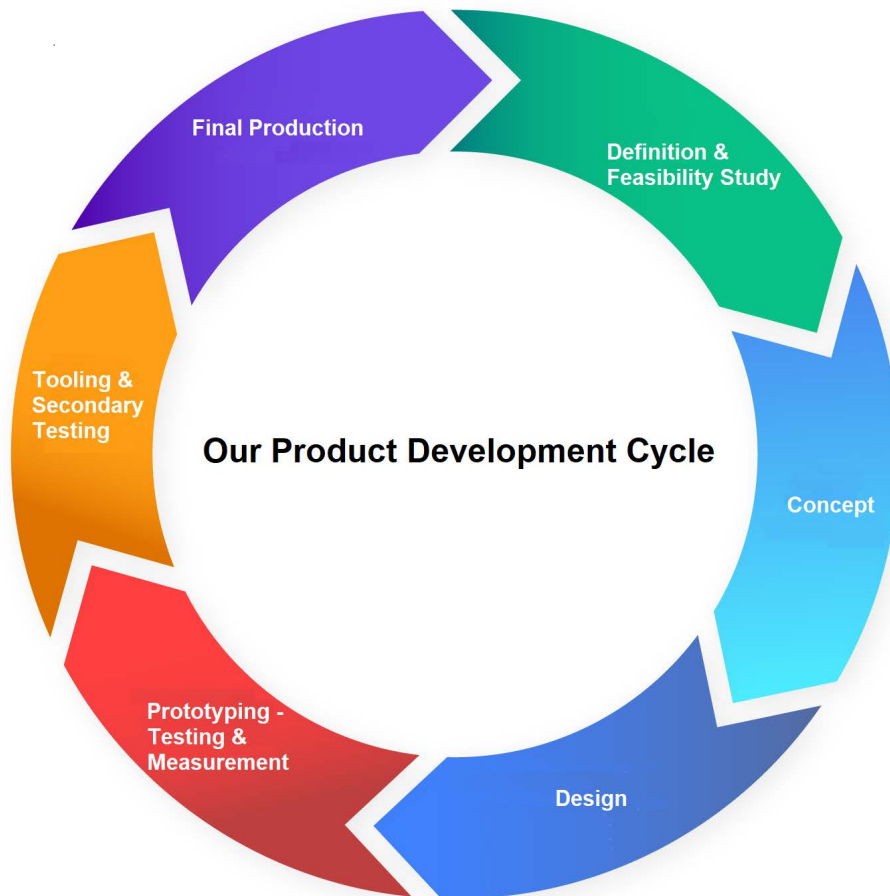 Final Production
Definition &
Feasibility Study
Tooling &
Secondary
Testing
Our Product Development Cycle
Concept
Prototyping -
Testing &
Measurement
Design